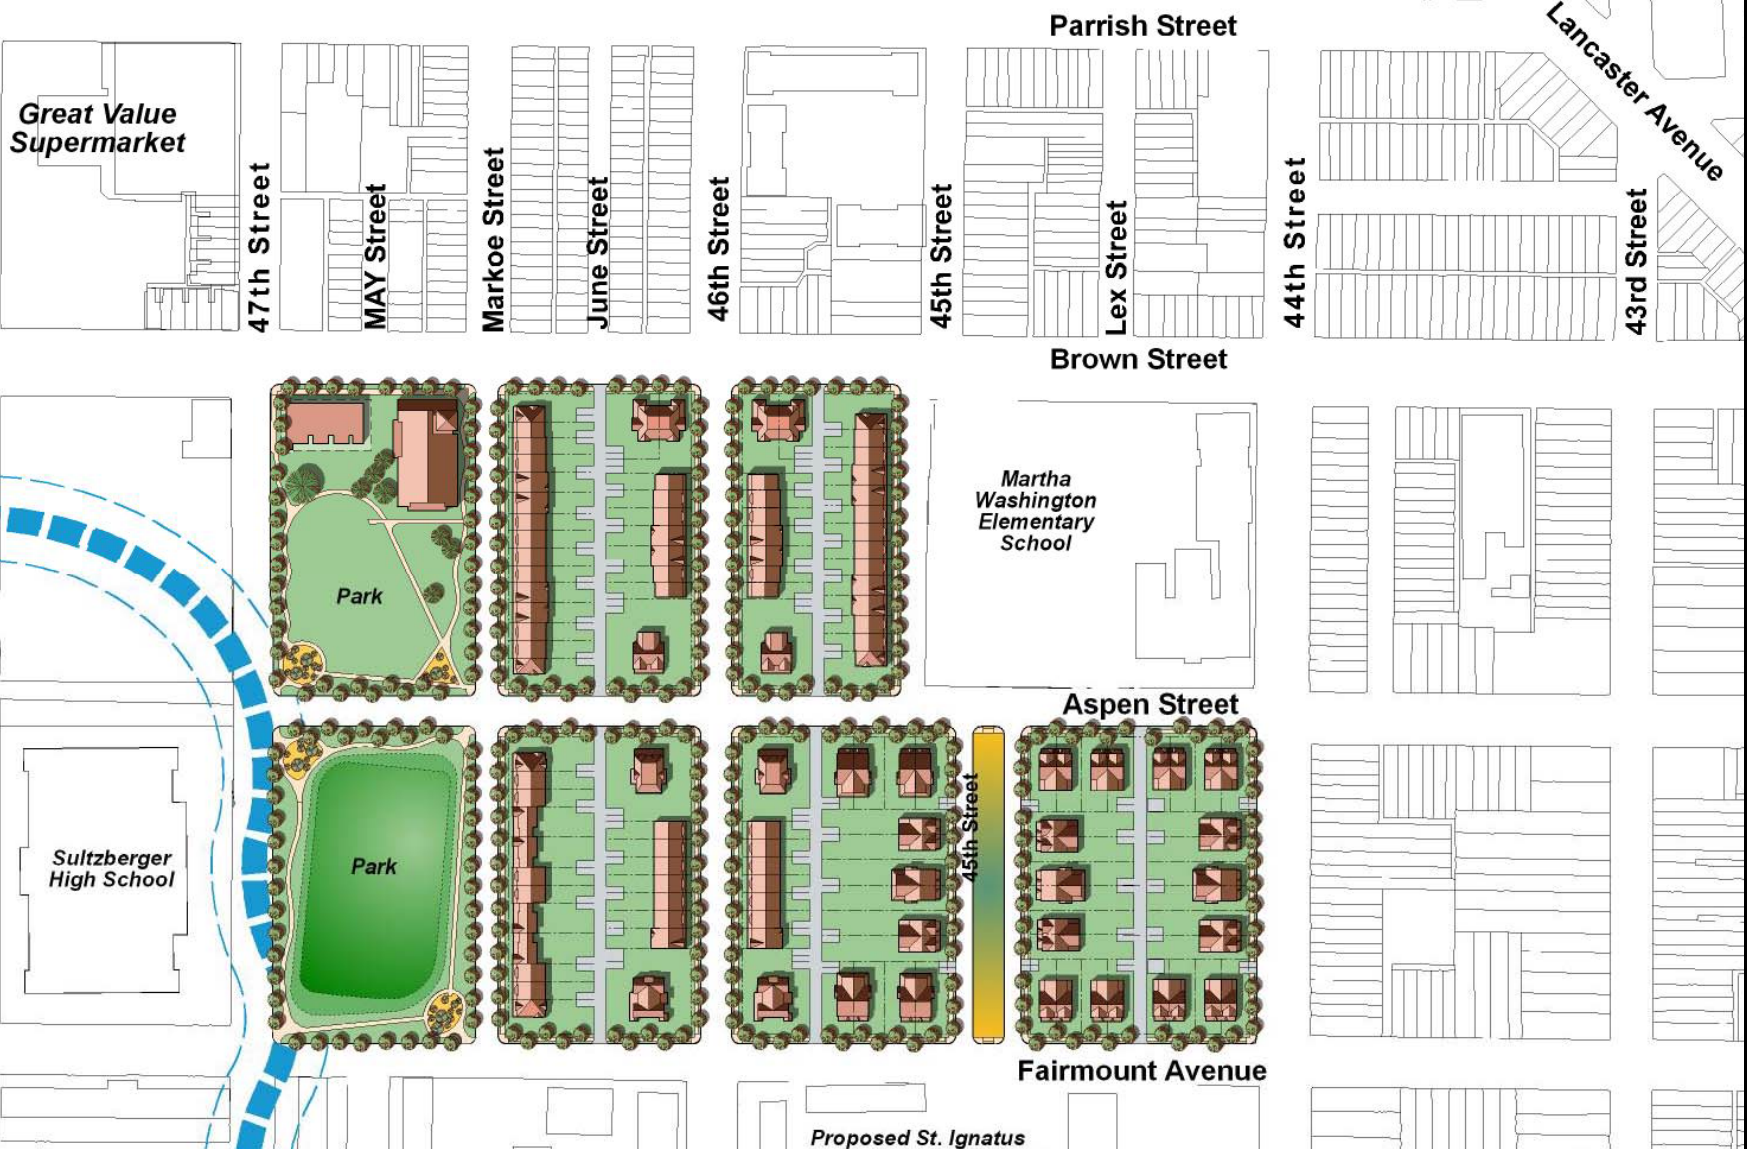 Parrish Street
Lancaster Avenue
Great Value
Supermarket
47th Street
MAY Street
Markoe Street
June Street
46th Street
45th Street
Lex Street
44th Street
43rd Street
Brown Street
Martha
Washington
Elementary
School
Park
Aspen Street
45th Street
Sultzberger
High School
Park
Fairmount Avenue
Proposed St. Ignatus